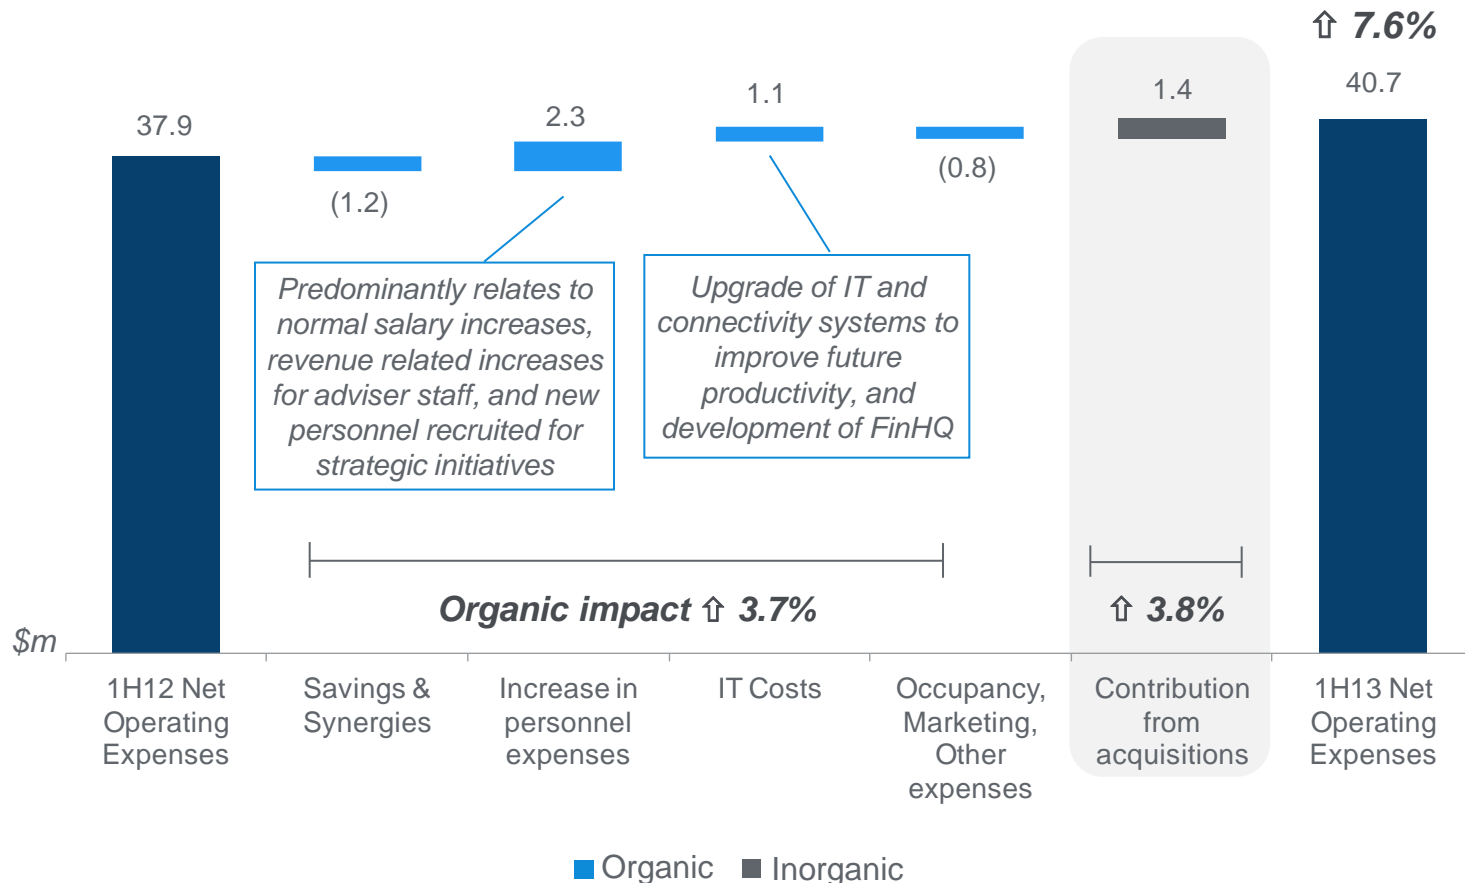 ⇧ 7.6%
37.9
(1.2)
2.3
1.1
(0.8)
1.4
40.7
Predominantly relates to
normal salary increases,
revenue related increases
for adviser staff, and new
personnel recruited for
strategic initiatives
Upgrade of IT and
connectivity systems to
improve future
productivity, and
development of FinHQ
Organic impact ⇧ 3.7%
⇧ 3.8%
$m
1H12 Net
Operating
Expenses
Savings &
Synergies
Increase in
personnel
expenses
IT Costs
Occupancy,
Marketing,
Other
expenses
Contribution
from
acquisitions
1H13 Net
Operating
Expenses
Organic
Inorganic